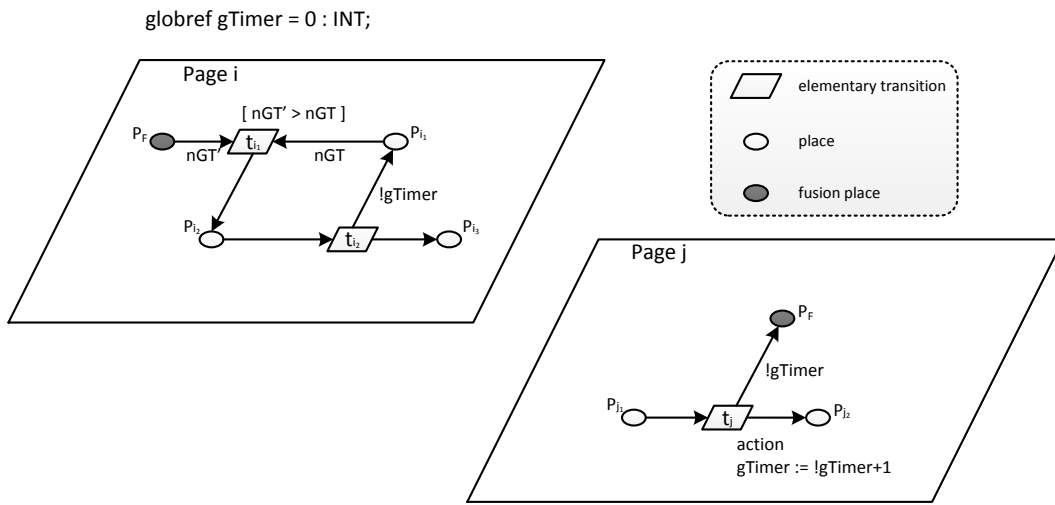 globref gTimer = 0 : INT;
Page i
[ nGT' > nGT ]
P_F
t_i₁
P_i₁
nGT'
nGT
!gTimer
P_i₂
t_i₂
P_i₃
elementary transition
place
fusion place
Page j
P_F
!gTimer
P_j₁
t_j
P_j₂
action
gTimer := !gTimer+1